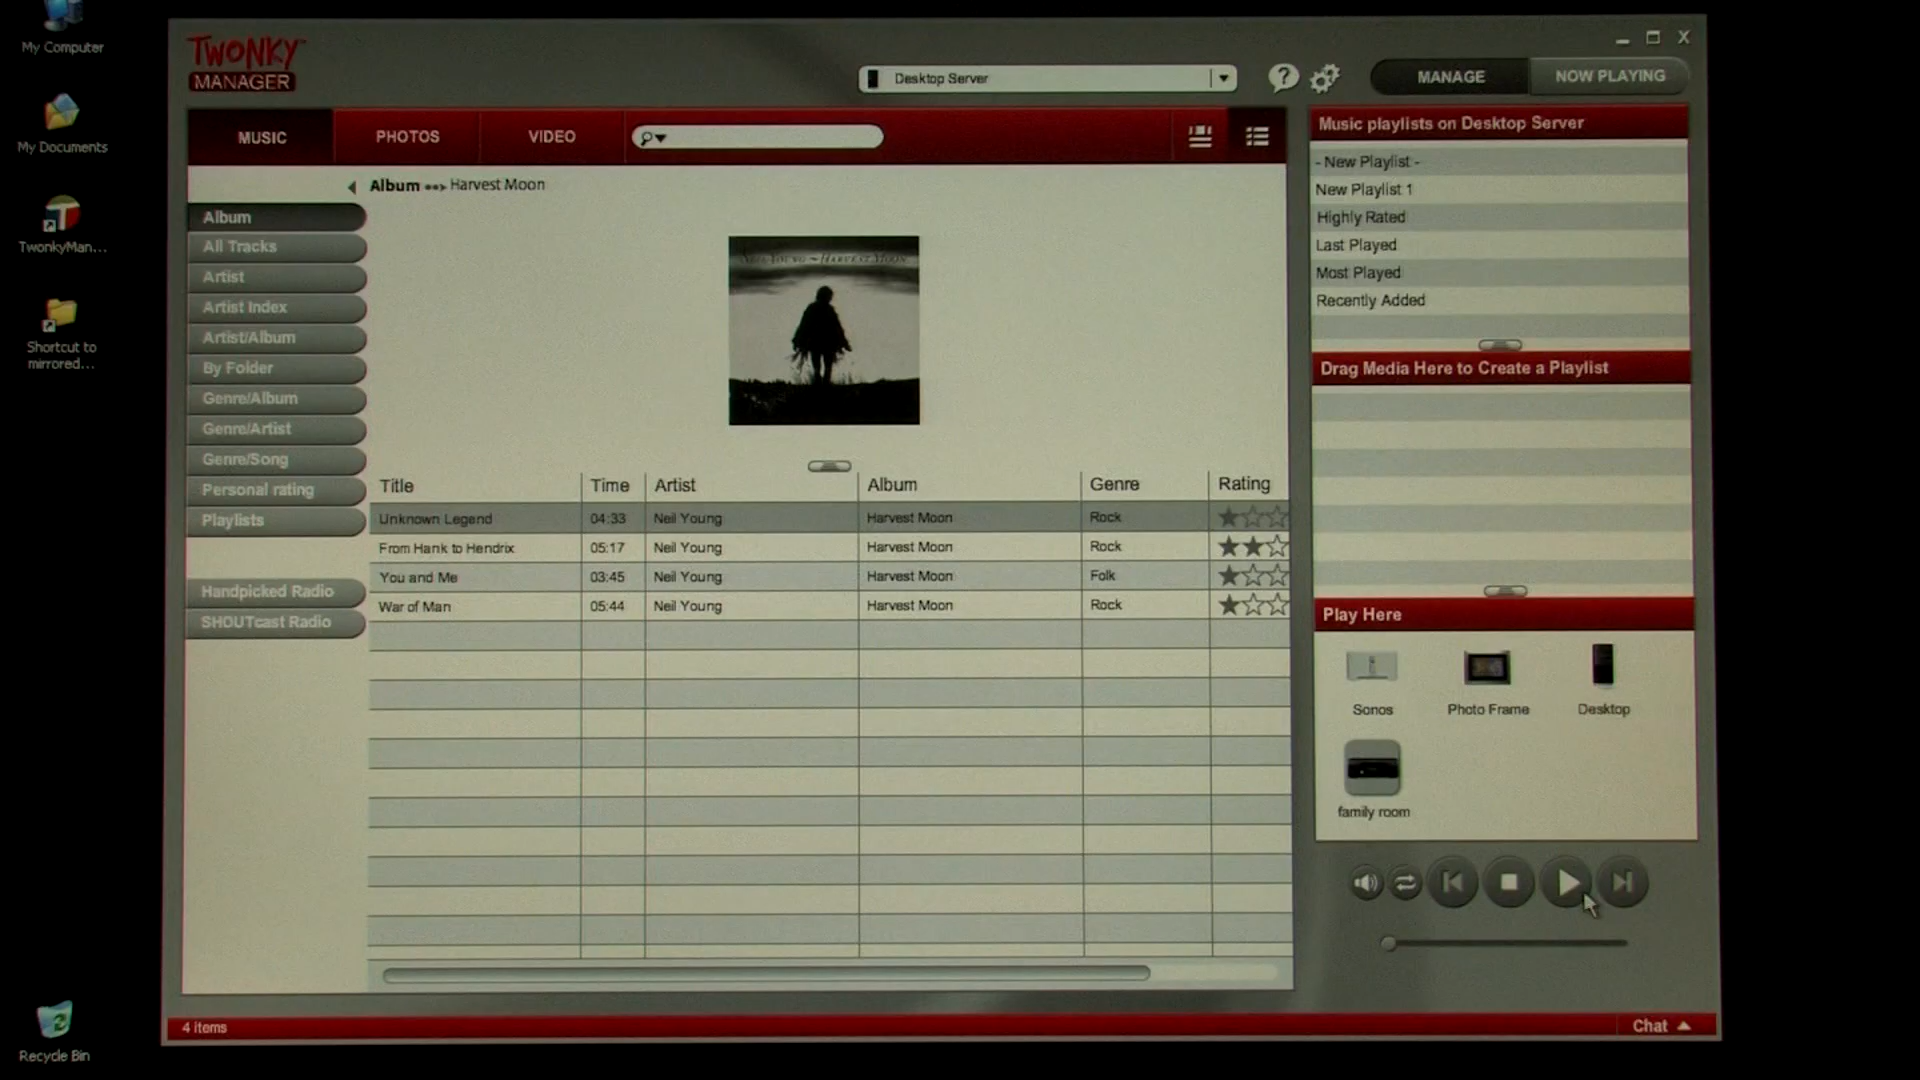 My Computer
My Documents
TwonkyMan...
Shortcut to
mirrored...
Recycle Bin
TWONKY
MANAGER
Desktop Server
?
MANAGE
NOW PLAYING
MUSIC
PHOTOS
VIDEO
Album
Harvest Moon
Album
All Tracks
Artist
Artist Index
Artist/Album
By Folder
Genre/Album
Genre/Artist
Genre/Song
Personal rating
Playlists
Handpicked Radio
SHOUTcast Radio
NEIL YOUNG ~ HARVEST MOON
Title Time Artist Album Genre Rating
Unknown Legend 04:33 Neil Young Harvest Moon Rock
From Hank to Hendrix 05:17 Neil Young Harvest Moon Rock
You and Me 03:45 Neil Young Harvest Moon Folk
War of Man 05:44 Neil Young Harvest Moon Rock
Music playlists on Desktop Server
- New Playlist -
New Playlist 1
Highly Rated
Last Played
Most Played
Recently Added
Drag Media Here to Create a Playlist
Play Here
Sonos
Photo Frame
Desktop
family room
4 items
Chat